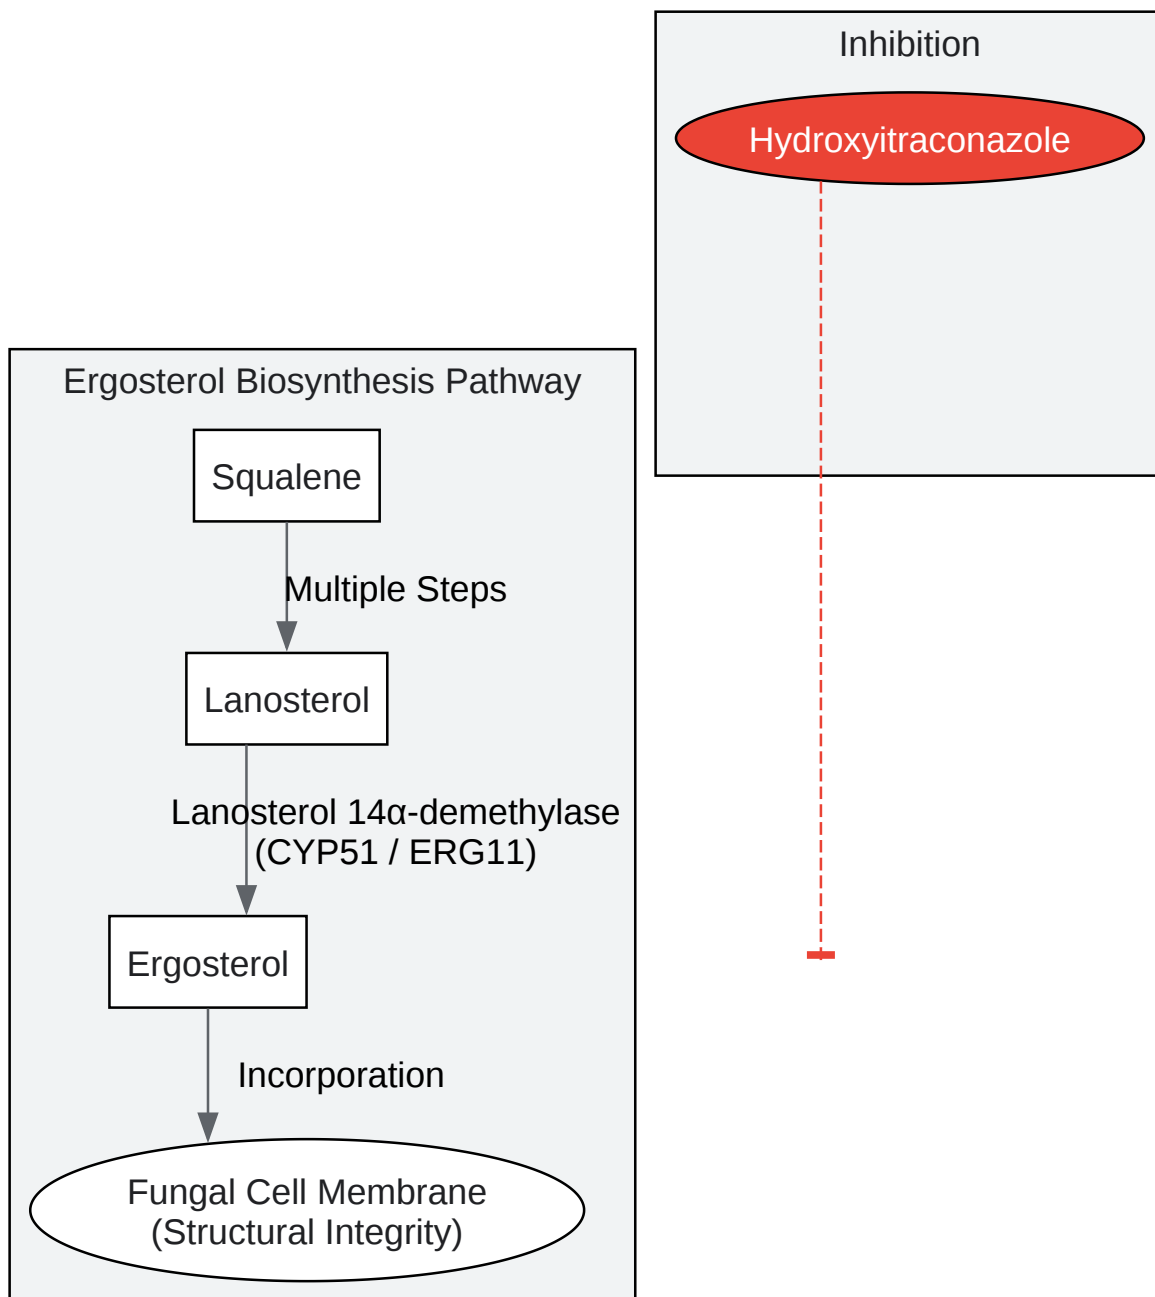 Inhibition
Hydroxyitraconazole
Ergosterol Biosynthesis Pathway
Squalene
Multiple Steps
Lanosterol
Lanosterol 14α-demethylase
(CYP51 / ERG11)
Ergosterol
Incorporation
Fungal Cell Membrane
(Structural Integrity)